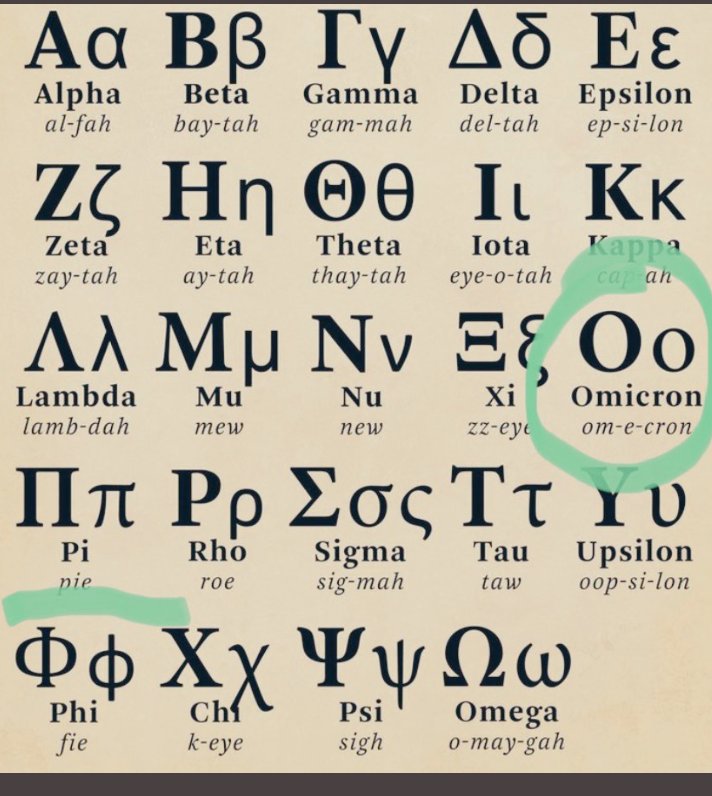 Αα Ββ Γγ Δδ Εε
Alpha Beta Gamma Delta Epsilon
al-fah bay-tah gam-mah del-tah ep-si-lon
Ζζ Ηη Θθ Ιι Κκ
Zeta Eta Theta Iota Kappa
zay-tah ay-tah thay-tah eye-o-tah cap-ah
Λλ Μμ Νν Ξξ Οο
Lambda Mu Nu Xi Omicron
lamb-dah mew new zz-eye om-e-cron
Ππ Ρρ Σσς Ττ Υυ
Pi Rho Sigma Tau Upsilon
pie roe sig-mah taw oop-si-lon
Φϕ Χχ Ψψ Ωω
Phi Chi Psi Omega
fie k-eye sigh o-may-gah